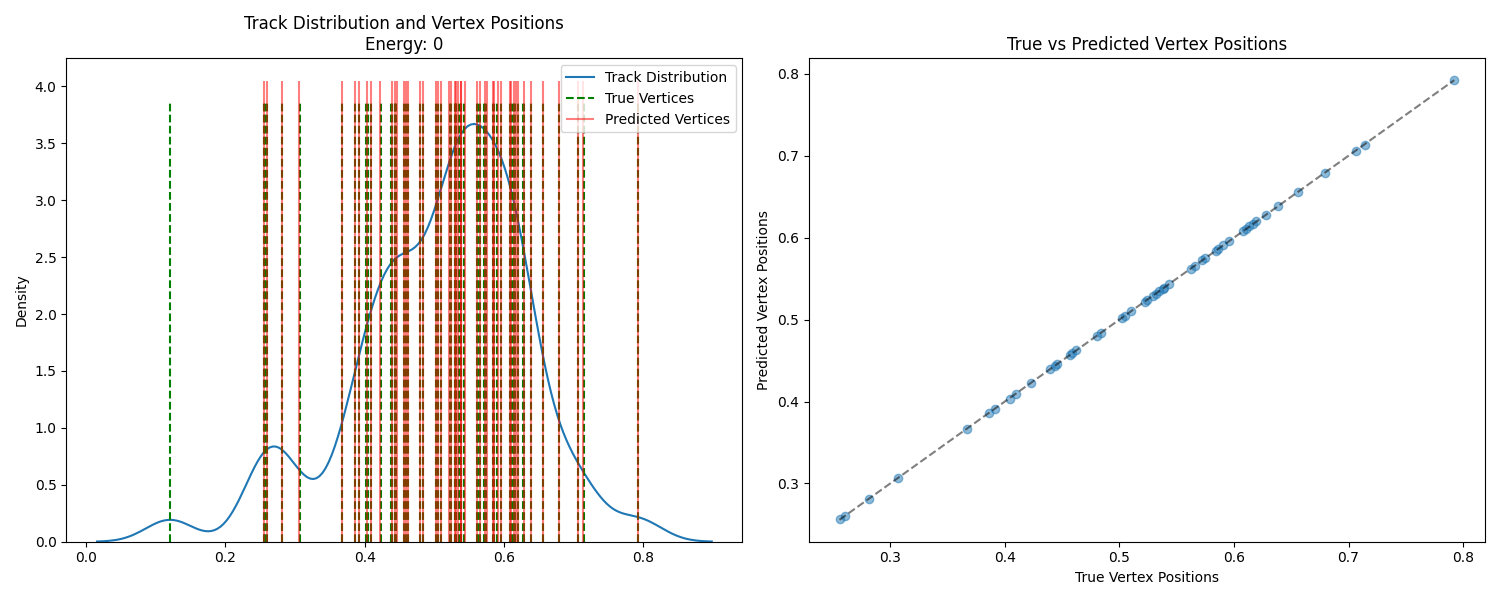 Track Distribution and Vertex Positions
Energy: 0
Track Distribution
True Vertices
Predicted Vertices
Density
4.0
3.5
3.0
2.5
2.0
1.5
1.0
0.5
0.0
0.0
0.2
0.4
0.6
0.8
True vs Predicted Vertex Positions
Predicted Vertex Positions
0.8
0.7
0.6
0.5
0.4
0.3
0.3
0.4
0.5
0.6
0.7
0.8
True Vertex Positions